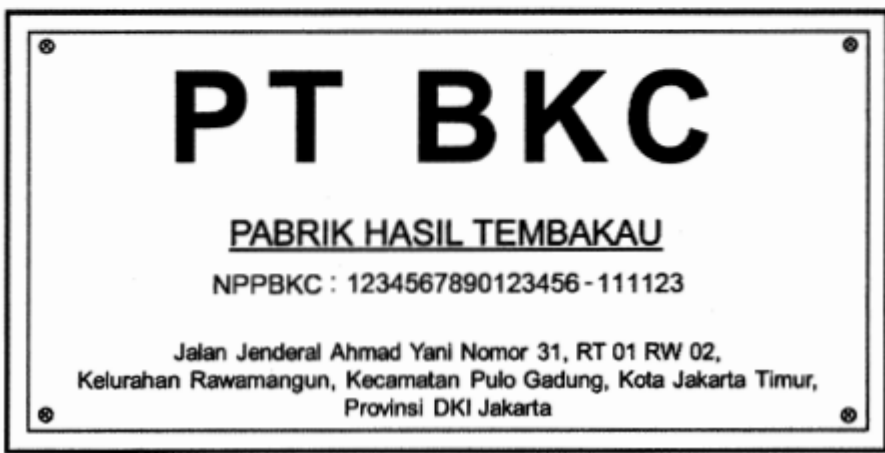 PT BKC
PABRIK HASIL TEMBAKAU
NPPBKC : 1234567890123456-111123
Jalan Jenderal Ahmad Yani Nomor 31, RT 01 RW 02,
Kelurahan Rawamangun, Kecamatan Pulo Gadung, Kota Jakarta Timur,
Provinsi DKI Jakarta